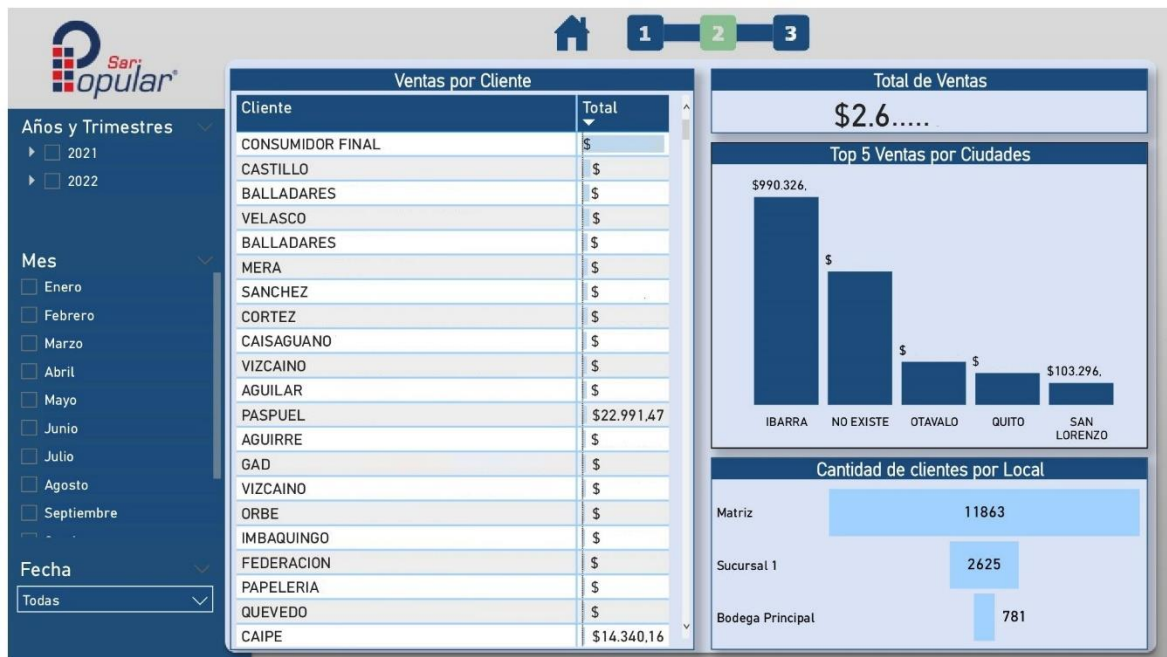 1 2 3
Sari
Popular
Años y Trimestres
2021
2022
Mes
Enero
Febrero
Marzo
Abril
Mayo
Junio
Julio
Agosto
Septiembre
Fecha
Todas
Ventas por Cliente
Cliente Total
CONSUMIDOR FINAL $
CASTILLO $
BALLADARES $
VELASCO $
BALLADARES $
MERA $
SANCHEZ $
CORTEZ $
CAISAGUANO $
VIZCAINO $
AGUILAR $
PASPUEL $22.991,47
AGUIRRE $
GAD $
VIZCAINO $
ORBE $
IMBAQUINGO $
FEDERACION $
PAPELERIA $
QUEVEDO $
CAIPE $14.340,16
Total de Ventas
$2.6.....
Top 5 Ventas por Ciudades
$990.326,
$
$
$
$103.296,
IBARRA NO EXISTE OTAVALO QUITO SAN
LORENZO
Cantidad de clientes por Local
Matriz 11863
Sucursal 1 2625
Bodega Principal 781